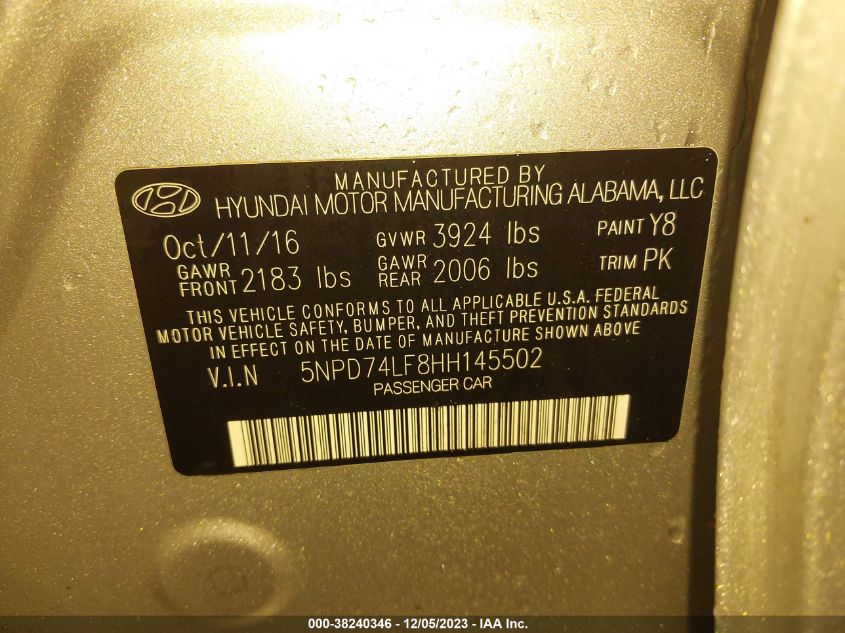 MANUFACTURED BY
HYUNDAI MOTOR MANUFACTURING ALABAMA, LLC
Oct/11/16 GVWR 3924 lbs PAINT Y8
GAWR FRONT 2183 lbs GAWR REAR 2006 lbs TRIM PK
THIS VEHICLE CONFORMS TO ALL APPLICABLE U.S.A. FEDERAL
MOTOR VEHICLE SAFETY, BUMPER, AND THEFT PREVENTION STANDARDS
IN EFFECT ON THE DATE OF MANUFACTURE SHOWN ABOVE
V.I.N 5NPD74LF8HH145502
PASSENGER CAR
000-38240346 - 12/05/2023 - IAA Inc.